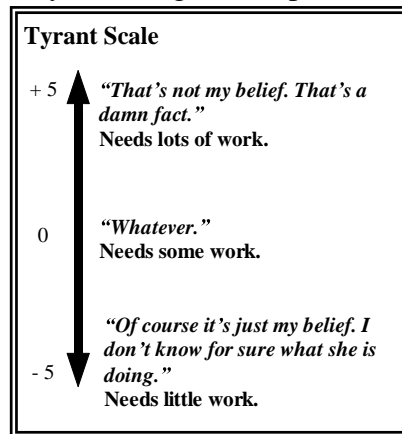 Tyrant Scale
+ 5
“That’s not my belief. That’s a
damn fact.”
Needs lots of work.
0
“Whatever.”
Needs some work.
“Of course it’s just my belief. I
don’t know for sure what she is
doing.”
- 5
Needs little work.